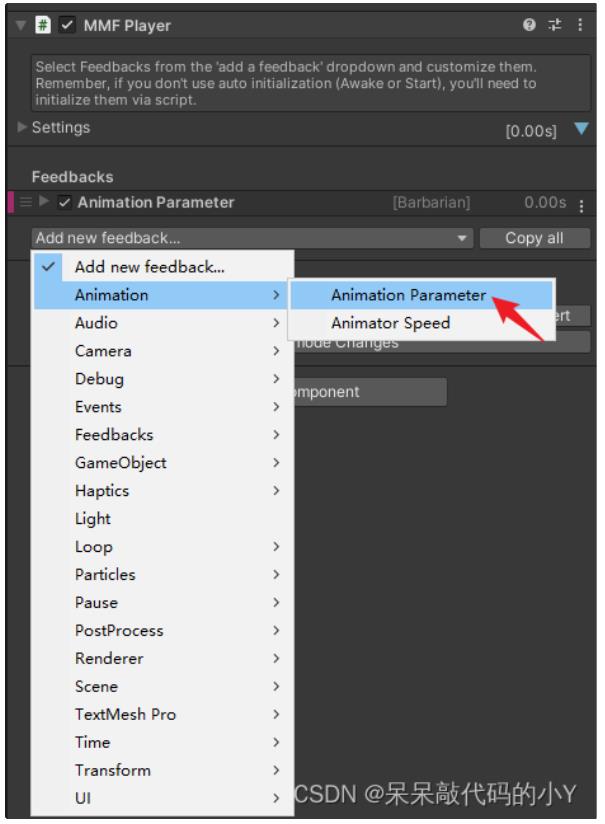 MMF Player
Select Feedbacks from the 'add a feedback' dropdown and customize them.
Remember, if you don't use auto initialization (Awake or Start), you'll need to
initialize them via script.
Settings [0.00s]
Feedbacks
Animation Parameter [Barbarian] 0.00s
Add new feedback... Copy all
Add new feedback...
Animation
Animation Parameter
Animator Speed
Audio
Camera
Debug
Events
Feedbacks
GameObject
Haptics
Light
Loop
Particles
Pause
PostProcess
Renderer
Scene
TextMesh Pro
Time
Transform
UI
Changes
CSDN @呆呆敲代码的小Y